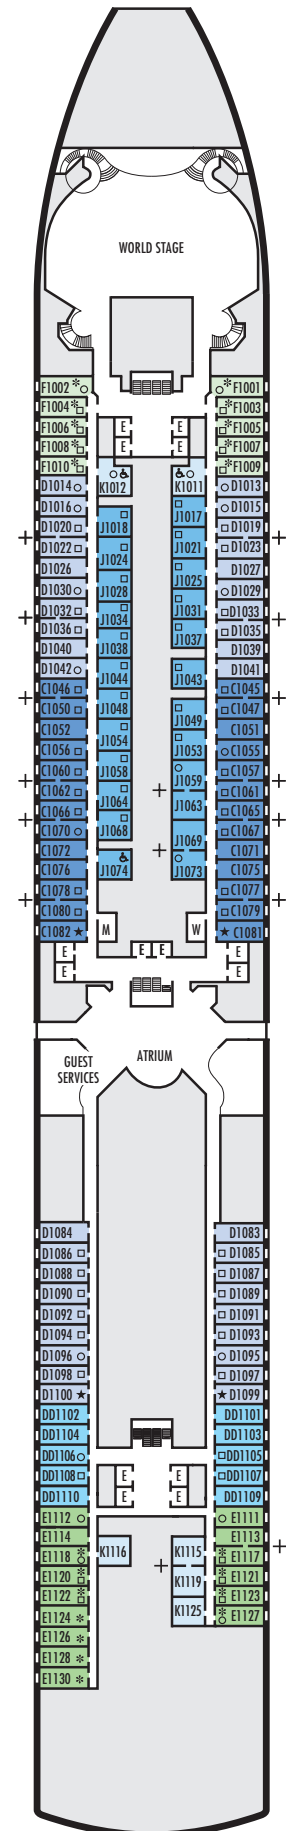 WORLD STAGE
F1002 F1001
F1004 E E F1003
F1006 F1005
F1008 E E F1007
F1010 F1009
D1014 K1012 K1011 D1013
D1016 D1015
D1020 J1018 J1017 D1019
D1022 J1021 D1023
D1026 J1024 D1027
D1030 J1028 J1025 D1029
D1032 J1034 J1031 D1033
D1036 D1035
D1040 J1038 J1037 D1039
D1042 J1044 J1043 D1041
C1046 C1045
C1050 J1048 J1049 C1047
C1052 C1051
C1056 J1054 J1053 C1055
C1060 J1058 J1059 C1057
C1062 C1061
C1066 J1064 J1063 C1065
C1070 J1068 C1067
C1072 J1069 C1071
C1076 J1074 J1073 C1075
C1078 C1077
C1080 C1079
C1082 M W C1081
E E E E
E E
GUEST
SERVICES
ATRIUM
D1084 D1083
D1086 D1085
D1088 D1087
D1090 D1089
D1092 D1091
D1094 D1093
D1096 D1095
D1098 D1097
D1100 D1099
DD1102 DD1101
DD1104 DD1103
DD1106 DD1105
DD1108 E E DD1107
DD1110 E E DD1109
E1112 E1111
E1114 E1113
E1118 K1116 K1115 E1117
E1120 K1119 E1121
E1122 E1123
E1124 K1125 E1127
E1126
E1128
E1130